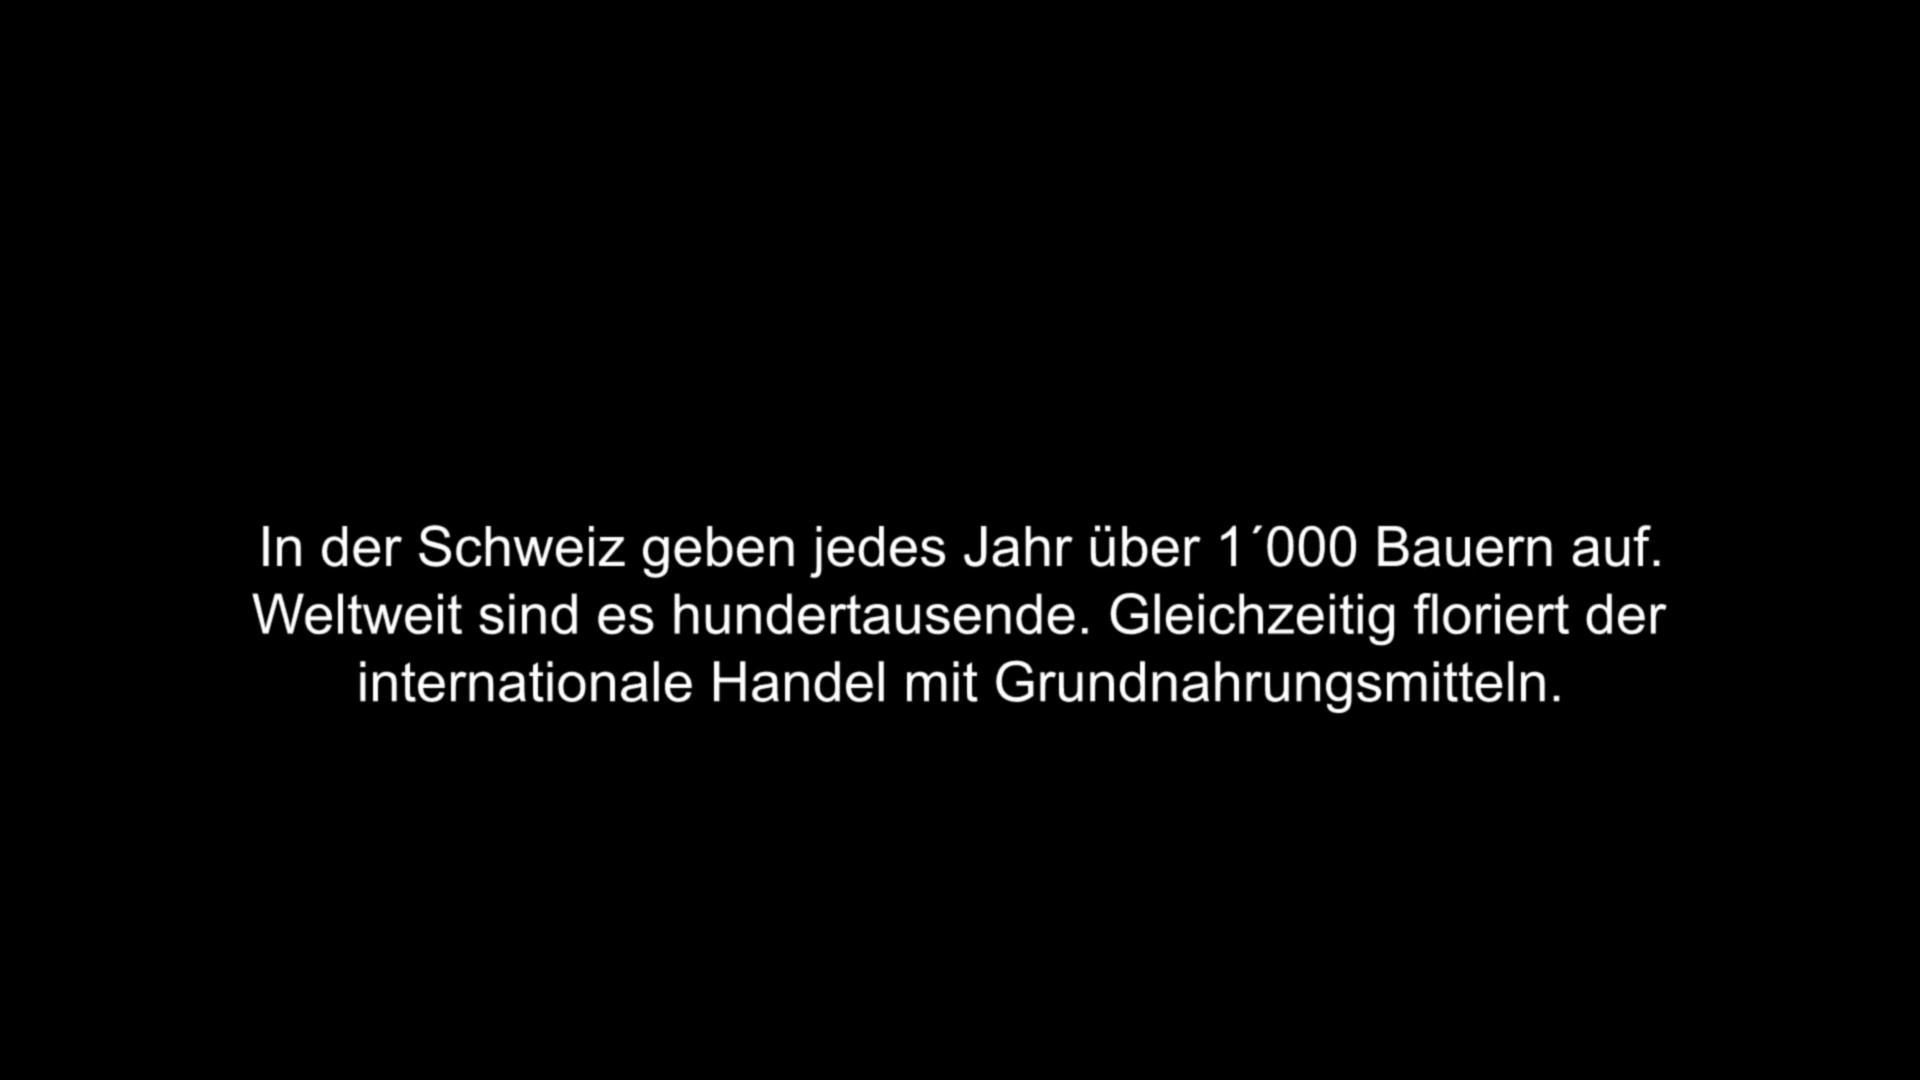 In der Schweiz geben jedes Jahr über 1´000 Bauern auf.
Weltweit sind es hundertausende. Gleichzeitig floriert der
internationale Handel mit Grundnahrungsmitteln.